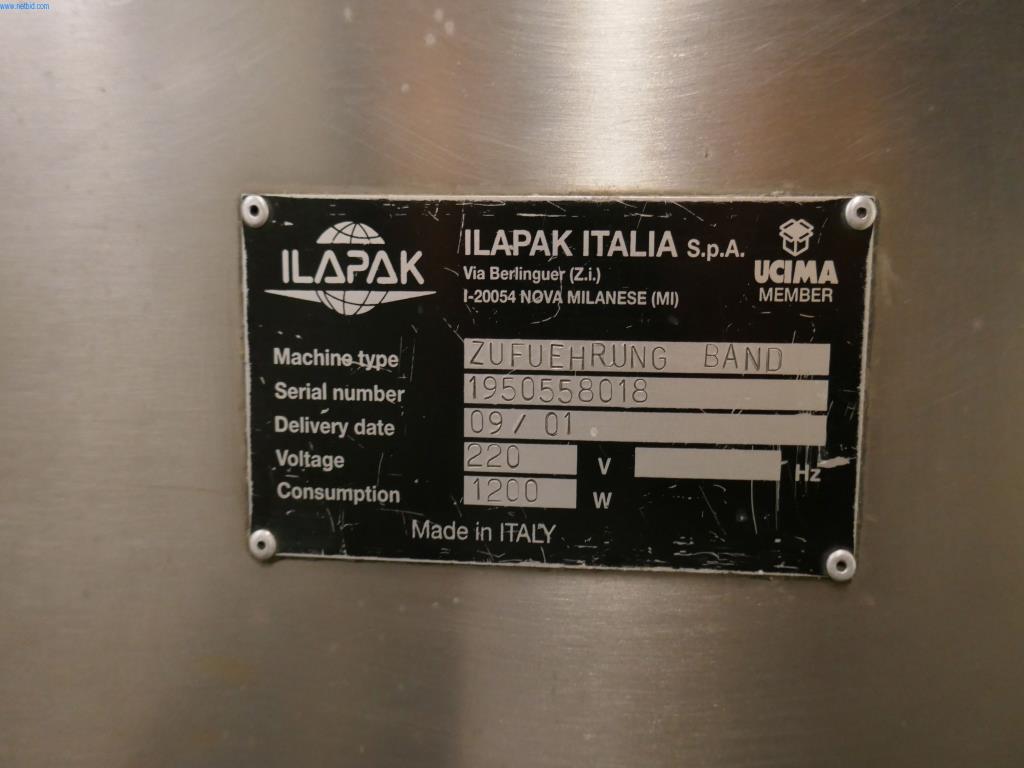 www.netbid.com
ILAPAK
ILAPAK ITALIA S.p.A.
Via Berlinguer (Z.i.)
I-20054 NOVA MILANESE (MI)
UCIMA
MEMBER
Machine type ZUFUEHRUNG BAND
Serial number 1950558018
Delivery date 09/01
Voltage 220 V Hz
Consumption 1200 W
Made in ITALY